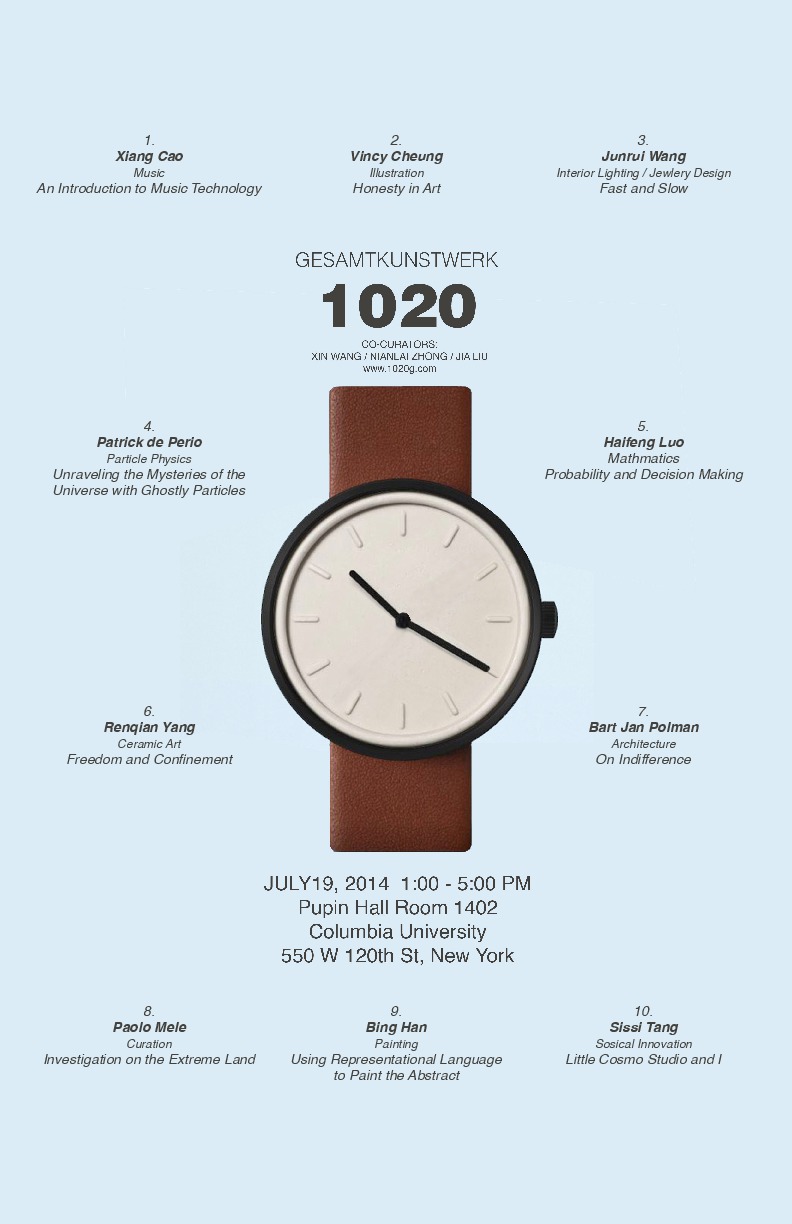 1.
Xiang Cao
Music
An Introduction to Music Technology
2.
Vincy Cheung
Illustration
Honesty in Art
3.
Junrui Wang
Interior Lighting / Jewlery Design
Fast and Slow
GESAMTKUNSTWERK
1020
CO-CURATORS:
XIN WANG / NIANLAI ZHONG / JIA LIU
www.1020g.com
4.
Patrick de Perio
Particle Physics
Unraveling the Mysteries of the
Universe with Ghostly Particles
5.
Haifeng Luo
Mathmatics
Probability and Decision Making
6.
Renqian Yang
Ceramic Art
Freedom and Confinement
7.
Bart Jan Polman
Architecture
On Indifference
JULY19, 2014 1:00 - 5:00 PM
Pupin Hall Room 1402
Columbia University
550 W 120th St, New York
8.
Paolo Mele
Curation
Investigation on the Extreme Land
9.
Bing Han
Painting
Using Representational Language
to Paint the Abstract
10.
Sissi Tang
Sosical Innovation
Little Cosmo Studio and I